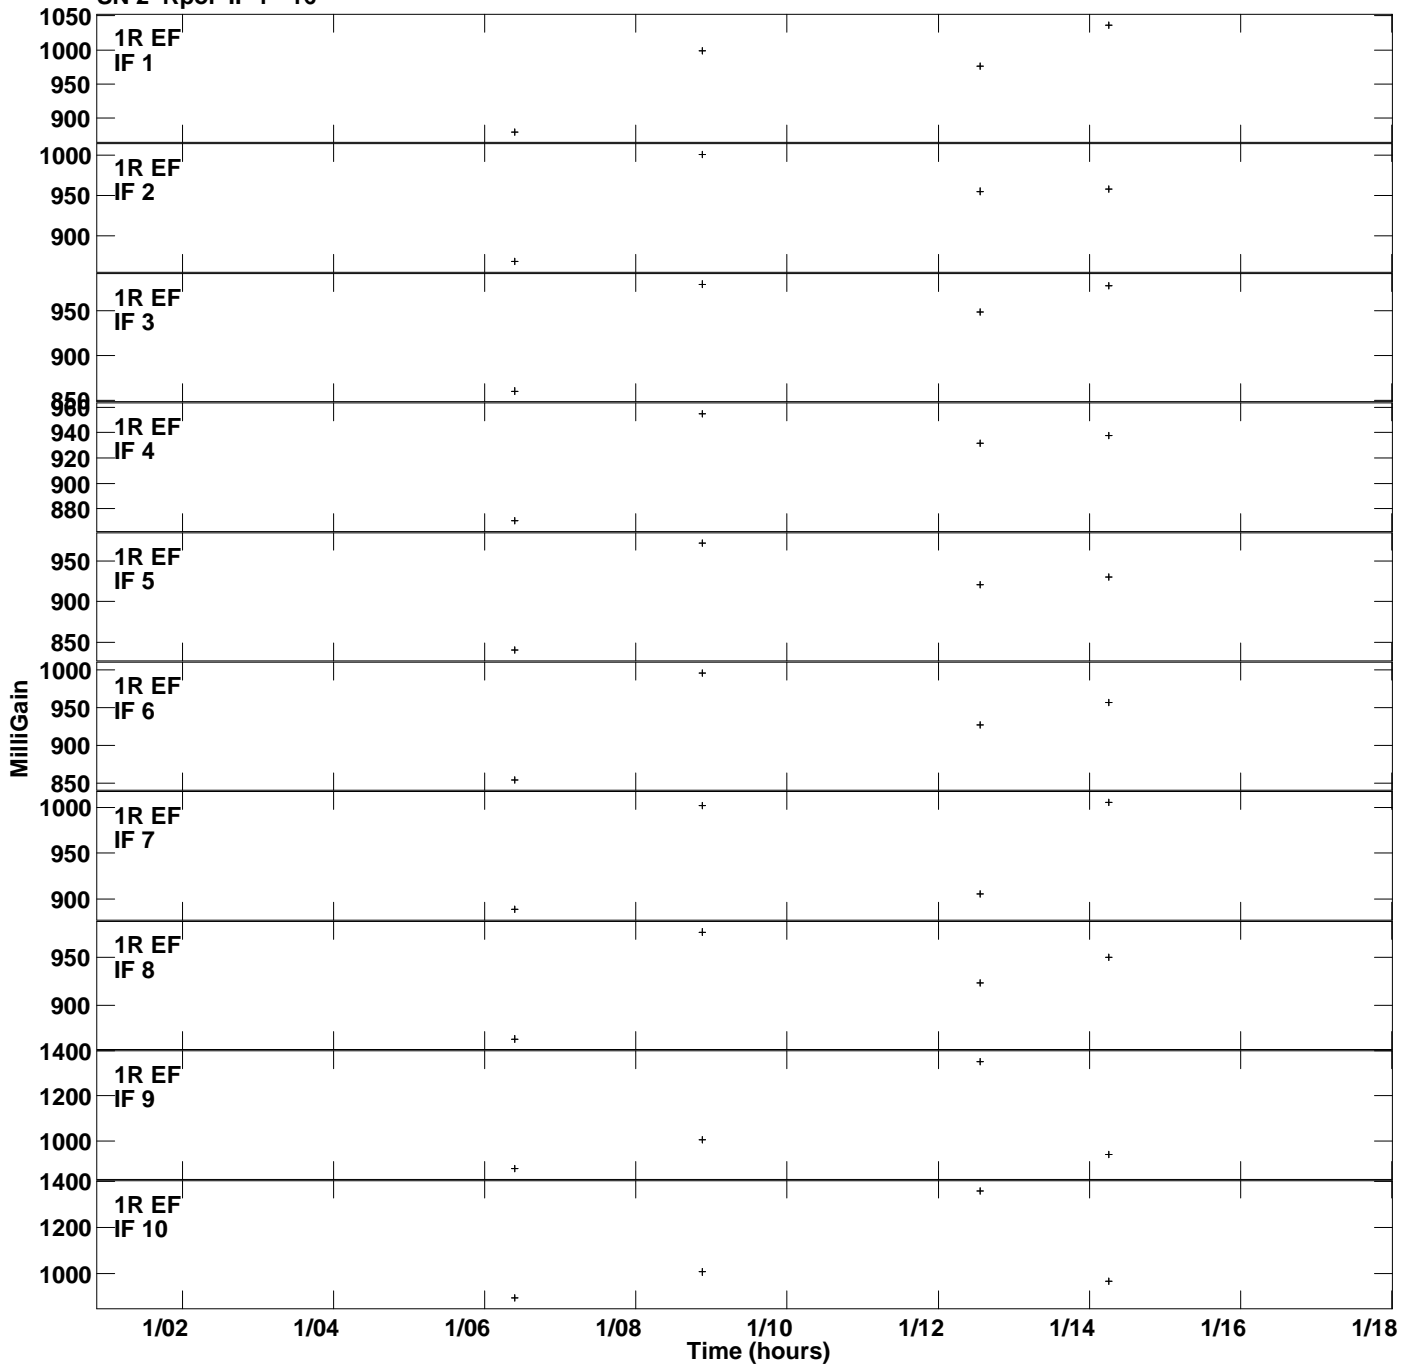 1050
1R EF
1000
IF 1
950
900
1000
1R EF
IF 2
950
900
1R EF
950
IF 3
900
850
960
1R EF
940
IF 4
920
900
880
1R EF
950
IF 5
900
850
1000
1R EF
950
IF 6
900
850
1000
1R EF
IF 7
950
900
1R EF
950
IF 8
900
1400
1R EF
1200
IF 9
1000
1400
1R EF
1200
IF 10
1000
MilliGain
1/02 1/04 1/06 1/08 1/10 1/12 1/14 1/16 1/18
Time (hours)